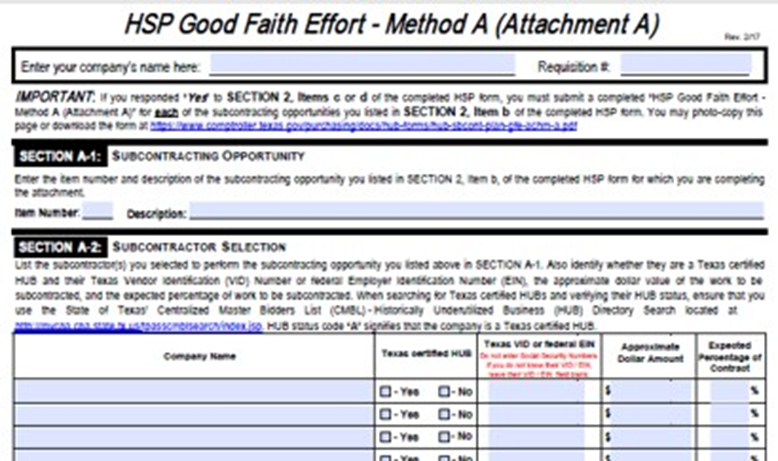 HSP Good Faith Effort - Method A (Attachment A)
Rev. 2/17
Enter your company's name here: Requisition #:
IMPORTANT: If you responded "Yes" to SECTION 2, Items c or d of the completed HSP form, you must submit a completed "HSP Good Faith Effort -
Method A (Attachment A)" for each of the subcontracting opportunities you listed in SECTION 2, Item b of the completed HSP form. You may photo-copy this
page or download the form at https://www.comptroller.texas.gov/purchasing/docs/hub-forms/hub-sbcont-plan-gfe-achm-a.pdf
SECTION A-1: SUBCONTRACTING OPPORTUNITY
Enter the item number and description of the subcontracting opportunity you listed in SECTION 2, Item b, of the completed HSP form for which you are completing
the attachment.
Item Number: Description:
SECTION A-2: SUBCONTRACTOR SELECTION
List the subcontractor(s) you selected to perform the subcontracting opportunity you listed above in SECTION A-1. Also identify whether they are a Texas certified
HUB and their Texas Vendor Identification (VID) Number or federal Employer Identification Number (EIN), the approximate dollar value of the work to be
subcontracted, and the expected percentage of work to be subcontracted. When searching for Texas certified HUBs and verifying their HUB status, ensure that you
use the State of Texas' Centralized Master Bidders List (CMBL) - Historically Underutilized Business (HUB) Directory Search located at
http://mycpa.cpa.state.tx.us/tpasscmblsearch/index.jsp. HUB status code "A" signifies that the company is a Texas certified HUB.
Company Name
Texas certified HUB
Texas VID or federal EIN
Do not enter Social Security Numbers.
If you do not know their VID / EIN,
leave their VID / EIN field blank.
Approximate
Dollar Amount
Expected
Percentage of
Contract
- Yes - No $ %
- Yes - No $ %
- Yes - No $ %
- Yes - No $ %